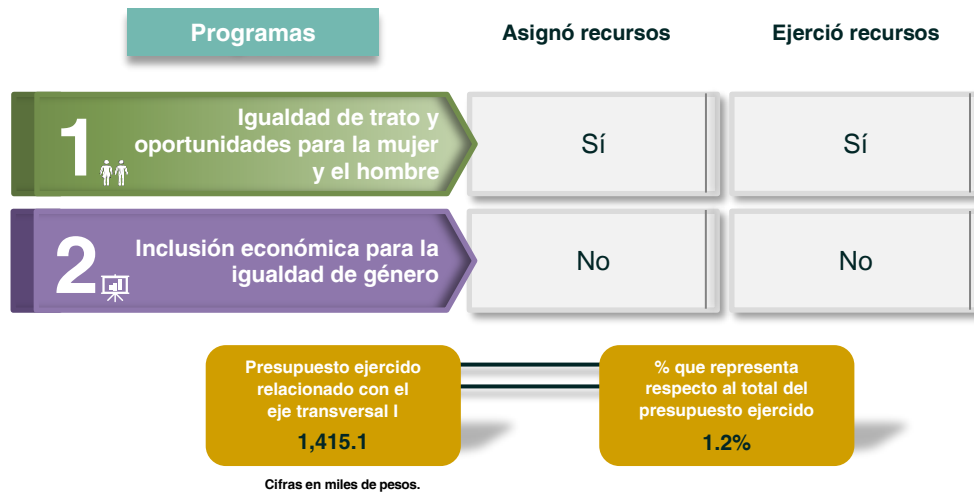 Programas
Asignó recursos
Ejerció recursos
1
Igualdad de trato y
oportunidades para la mujer
y el hombre
Sí
Sí
2
Inclusión económica para la
igualdad de género
No
No
Presupuesto ejercido
relacionado con el
eje transversal I
1,415.1
% que representa
respecto al total del
presupuesto ejercido
1.2%
Cifras en miles de pesos.